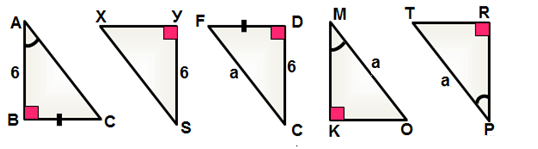 A X У F D M T R
6 6 a 6 a a
B C S C K O P